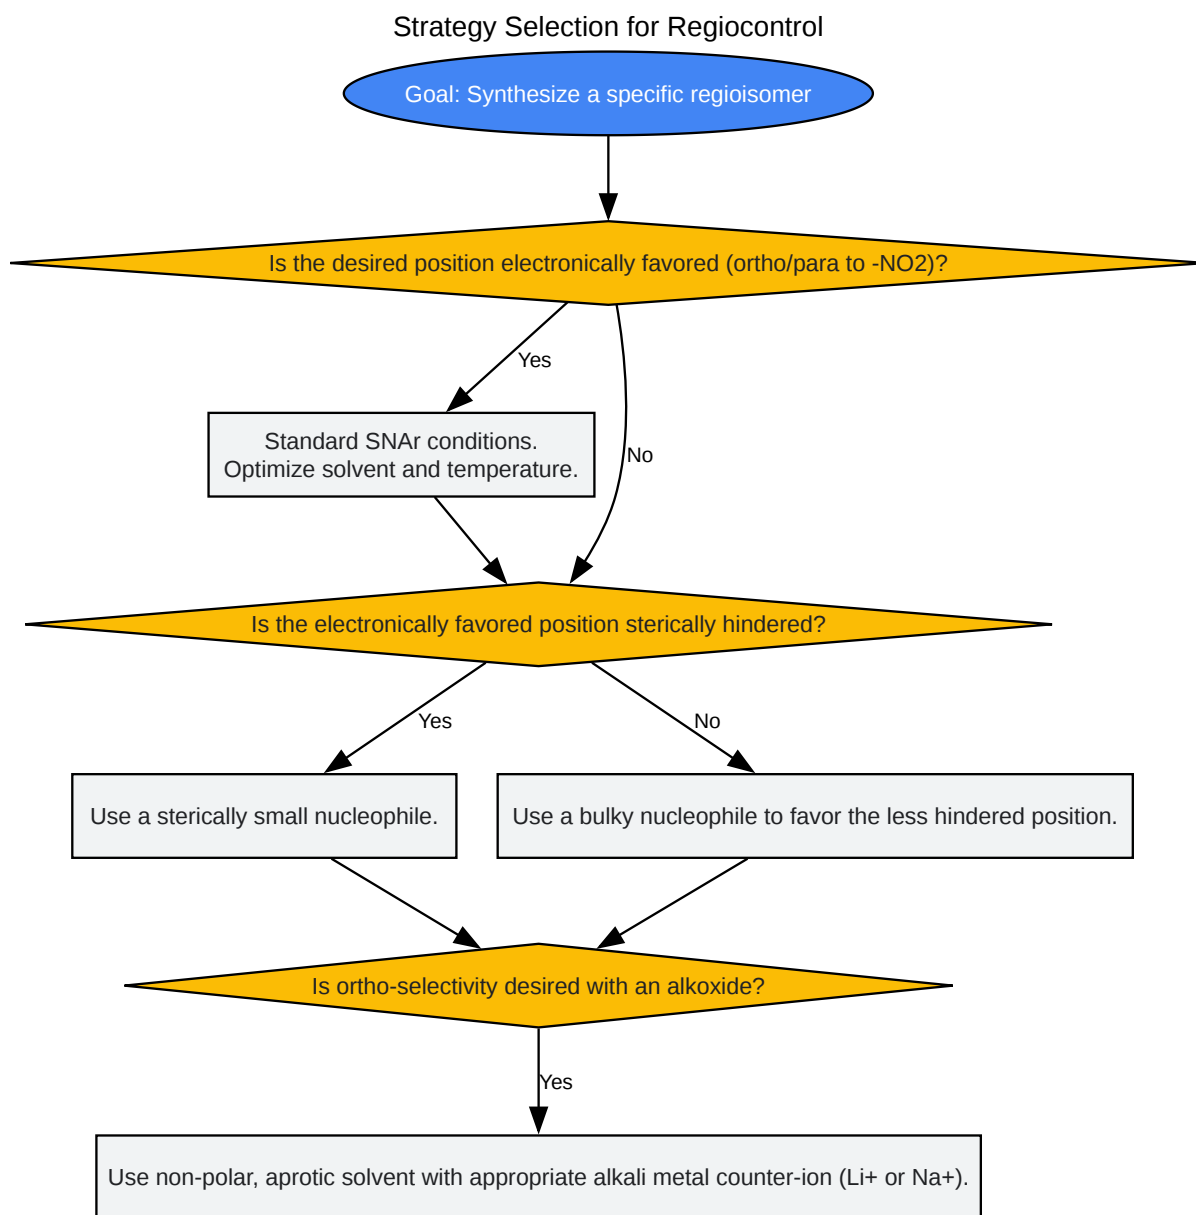 Strategy Selection for Regiocontrol
Goal: Synthesize a specific regioisomer
Is the desired position electronically favored (ortho/para to -NO2)?
Yes
No
Standard SNAr conditions.
Optimize solvent and temperature.
Is the electronically favored position sterically hindered?
Yes
No
Use a sterically small nucleophile.
Use a bulky nucleophile to favor the less hindered position.
Is ortho-selectivity desired with an alkoxide?
Yes
Use non-polar, aprotic solvent with appropriate alkali metal counter-ion (Li+ or Na+).